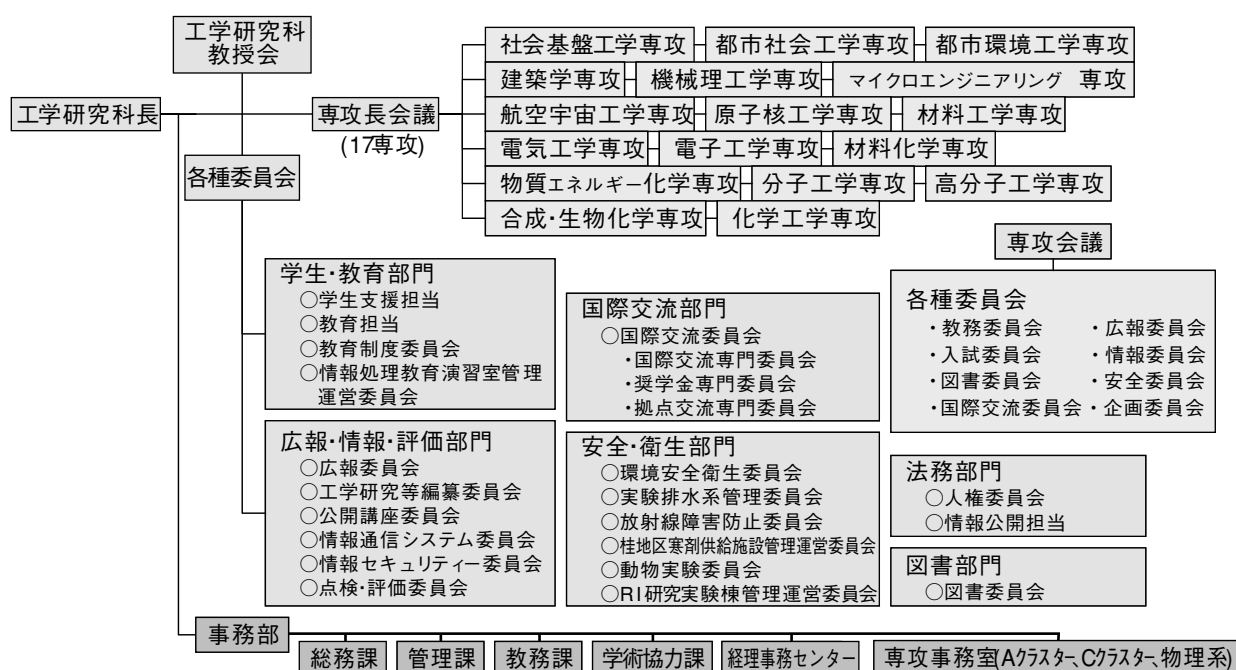 工学研究科
教授会
工学研究科長
専攻長会議
(17専攻)
各種委員会
社会基盤工学専攻 都市社会工学専攻 都市環境工学専攻
建築学専攻 機械理工学専攻 マイクロエンジニアリング 専攻
航空宇宙工学専攻 原子核工学専攻 材料工学専攻
電気工学専攻 電子工学専攻 材料化学専攻
物質エネルギー化学専攻 分子工学専攻 高分子工学専攻
合成・生物化学専攻 化学工学専攻
専攻会議
各種委員会
・教務委員会 ・広報委員会
・入試委員会 ・情報委員会
・図書委員会 ・安全委員会
・国際交流委員会 ・企画委員会
学生・教育部門
○学生支援担当
○教育担当
○教育制度委員会
○情報処理教育演習室管理
運営委員会
国際交流部門
○国際交流委員会
・国際交流専門委員会
・奨学金専門委員会
・拠点交流専門委員会
広報・情報・評価部門
○広報委員会
○工学研究等編纂委員会
○公開講座委員会
○情報通信システム委員会
○情報セキュリティー委員会
○点検・評価委員会
安全・衛生部門
○環境安全衛生委員会
○実験排水系管理委員会
○放射線障害防止委員会
○桂地区寒剤供給施設管理運営委員会
○動物実験委員会
○RI研究実験棟管理運営委員会
法務部門
○人権委員会
○情報公開担当
図書部門
○図書委員会
事務部
総務課 管理課 教務課 学術協力課 経理事務センター 専攻事務室(Aクラスター、Cクラスター、物理系)